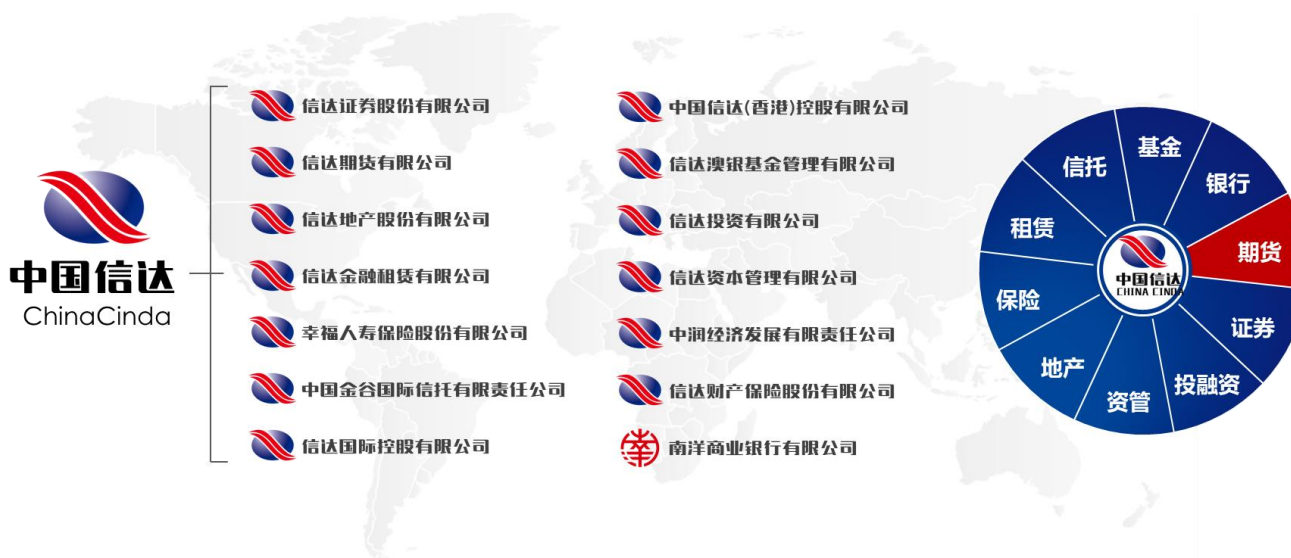 中国信达
ChinaCinda
信达证券股份有限公司
信达期货有限公司
信达地产股份有限公司
信达金融租赁有限公司
幸福人寿保险股份有限公司
中国金谷国际信托有限责任公司
信达国际控股有限公司
中国信达(香港)控股有限公司
信达澳银基金管理有限公司
信达投资有限公司
信达资本管理有限公司
中润经济发展有限责任公司
信达财产保险股份有限公司
南洋商业银行有限公司
基金
银行
期货
证券
投融资
资管
地产
保险
租赁
信托
中国信达
CHINA CINDA